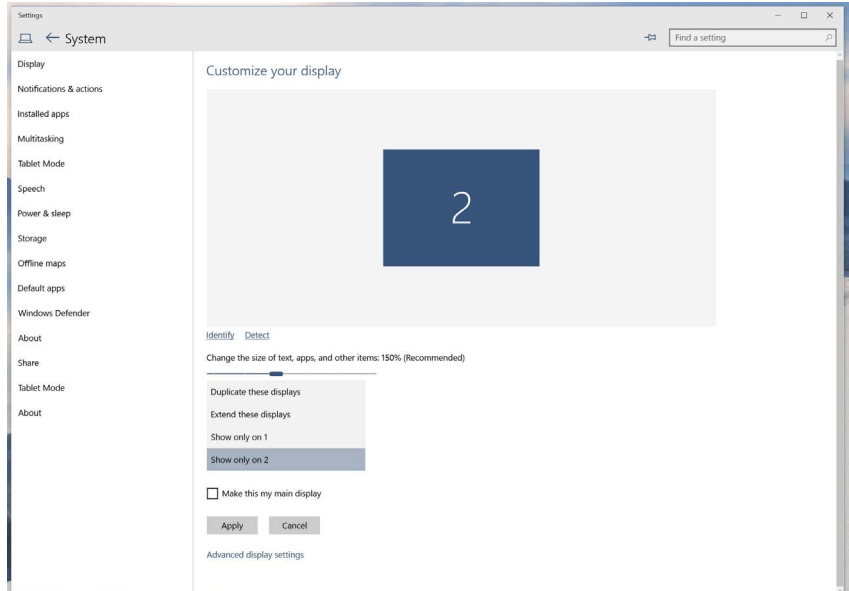 Settings
System
Find a setting
Display
Notifications & actions
Installed apps
Multitasking
Tablet Mode
Speech
Power & sleep
Storage
Offline maps
Default apps
Windows Defender
About
Share
Tablet Mode
About
Customize your display
2
Identify Detect
Change the size of text, apps, and other items: 150% (Recommended)
Duplicate these displays
Extend these displays
Show only on 1
Show only on 2
Make this my main display
Apply Cancel
Advanced display settings